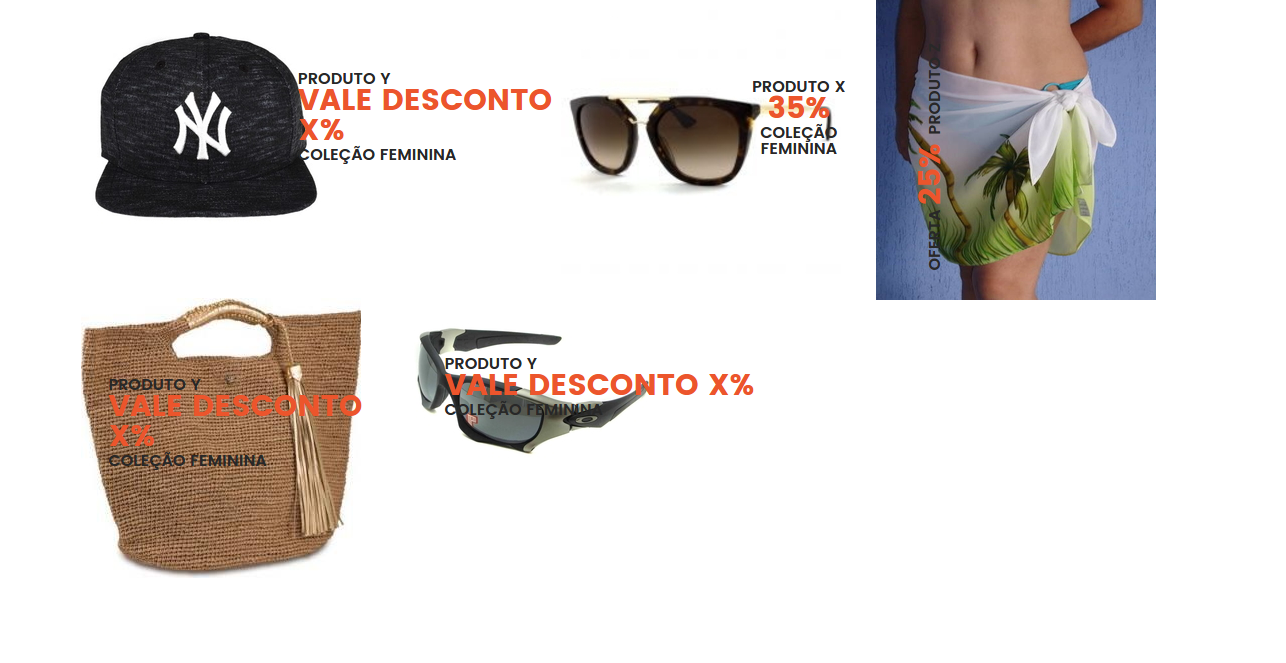 NY
PRODUTO Y
VALE DESCONTO
X%
COLEÇÃO FEMININA
PRODUTO X
35%
COLEÇÃO
FEMININA
OFERTA 25% PRODUTO
PRODUTO Y
VALE DESCONTO
X%
COLEÇÃO FEMININA
PRODUTO Y
VALE DESCONTO X%
COLEÇÃO FEMININA